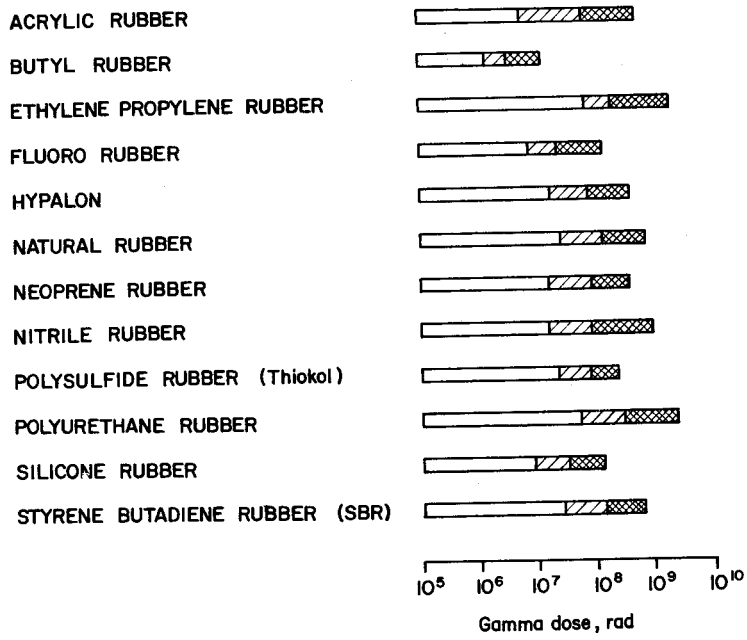 ACRYLIC RUBBER
BUTYL RUBBER
ETHYLENE PROPYLENE RUBBER
FLUORO RUBBER
HYPALON
NATURAL RUBBER
NEOPRENE RUBBER
NITRILE RUBBER
POLYSULFIDE RUBBER (Thiokol)
POLYURETHANE RUBBER
SILICONE RUBBER
STYRENE BUTADIENE RUBBER (SBR)
10⁵ 10⁶ 10⁷ 10⁸ 10⁹ 10¹⁰
Gamma dose, rad